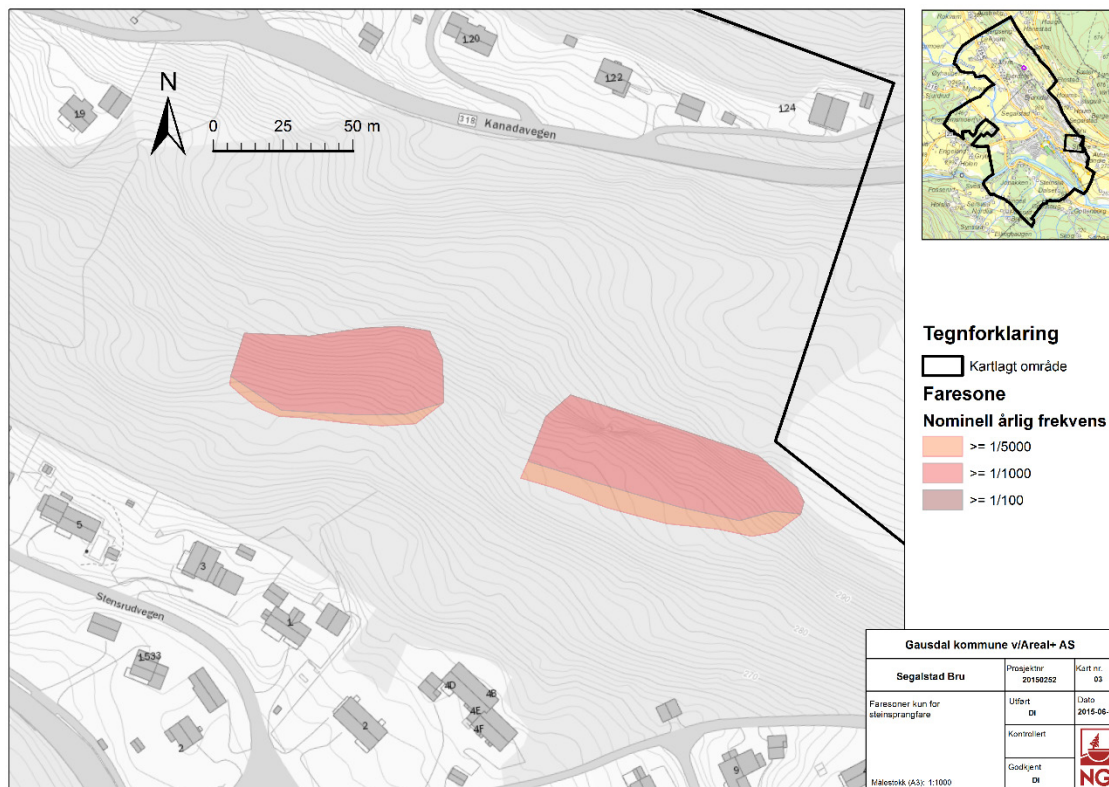 120
122
124
19
318
Kanadavegen
N
0 25 50 m
5
3
1
Stensrudvegen
1533
2
2
4D
4B
4E
4F
9
Segalstad
Tegnforklaring
Kartlagt område
Faresone
Nominell årlig frekvens
>= 1/5000
>= 1/1000
>= 1/100
Gausdal kommune v/Areal+ AS
Segalstad Bru
Prosjektnr
20150252
Kart nr.
03
Faresoner kun for
steinsprangfare
Utført
DI
Dato
2015-06-
Kontrollert
Godkjent
DI
Målestokk (A3): 1:1000
NG